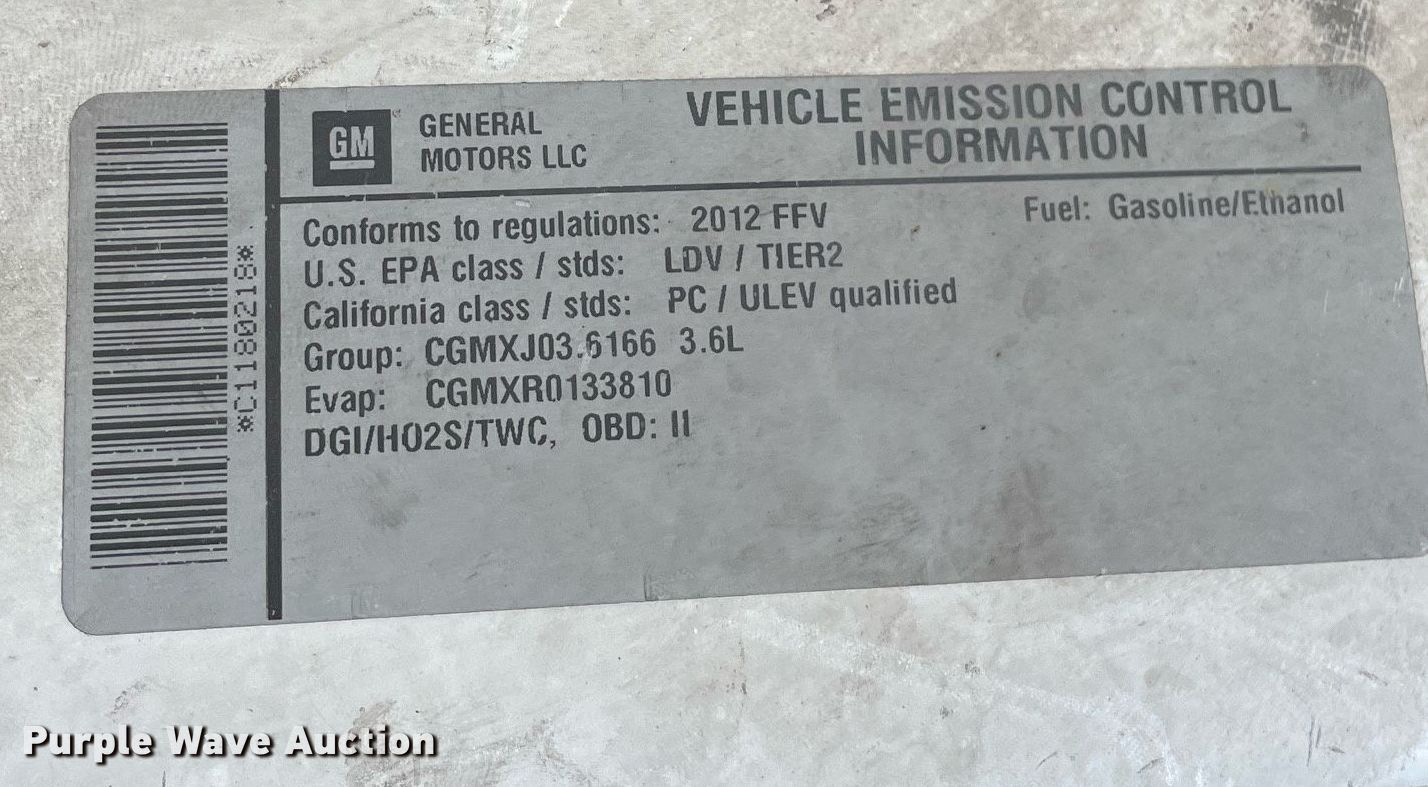 GM
GENERAL
MOTORS LLC
VEHICLE EMISSION CONTROL
INFORMATION
Conforms to regulations: 2012 FFV
Fuel: Gasoline/Ethanol
U.S. EPA class / stds: LDV / TIER2
California class / stds: PC / ULEV qualified
Group: CGMXJ03.6166 3.6L
Evap: CGMXR0133810
DGI/HO2S/TWC, OBD: II
*C11800218*
Purple Wave Auction